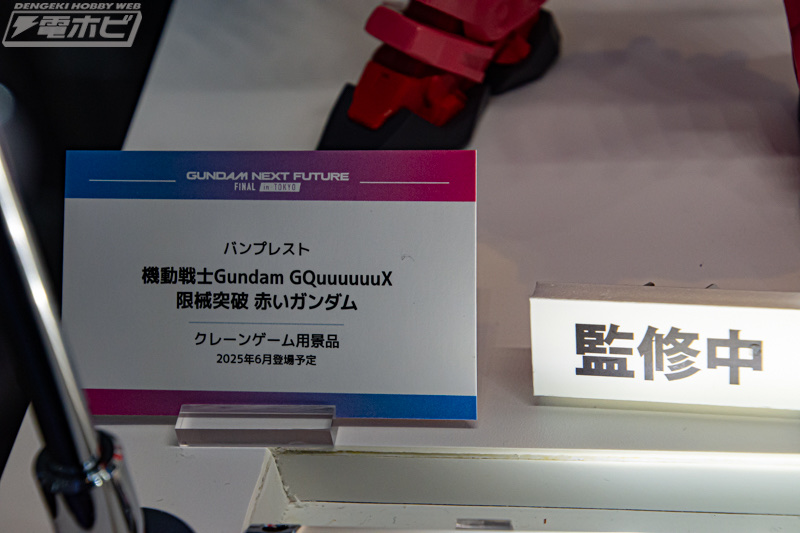 DENGEKI HOBBY WEB
電ホビ
GUNDAM NEXT FUTURE
FINAL in TOKYO
バンプレスト
機動戦士Gundam GQuuuuuuX
限械突破 赤いガンダム
クレーンゲーム用景品
2025年6月登場予定
監修中